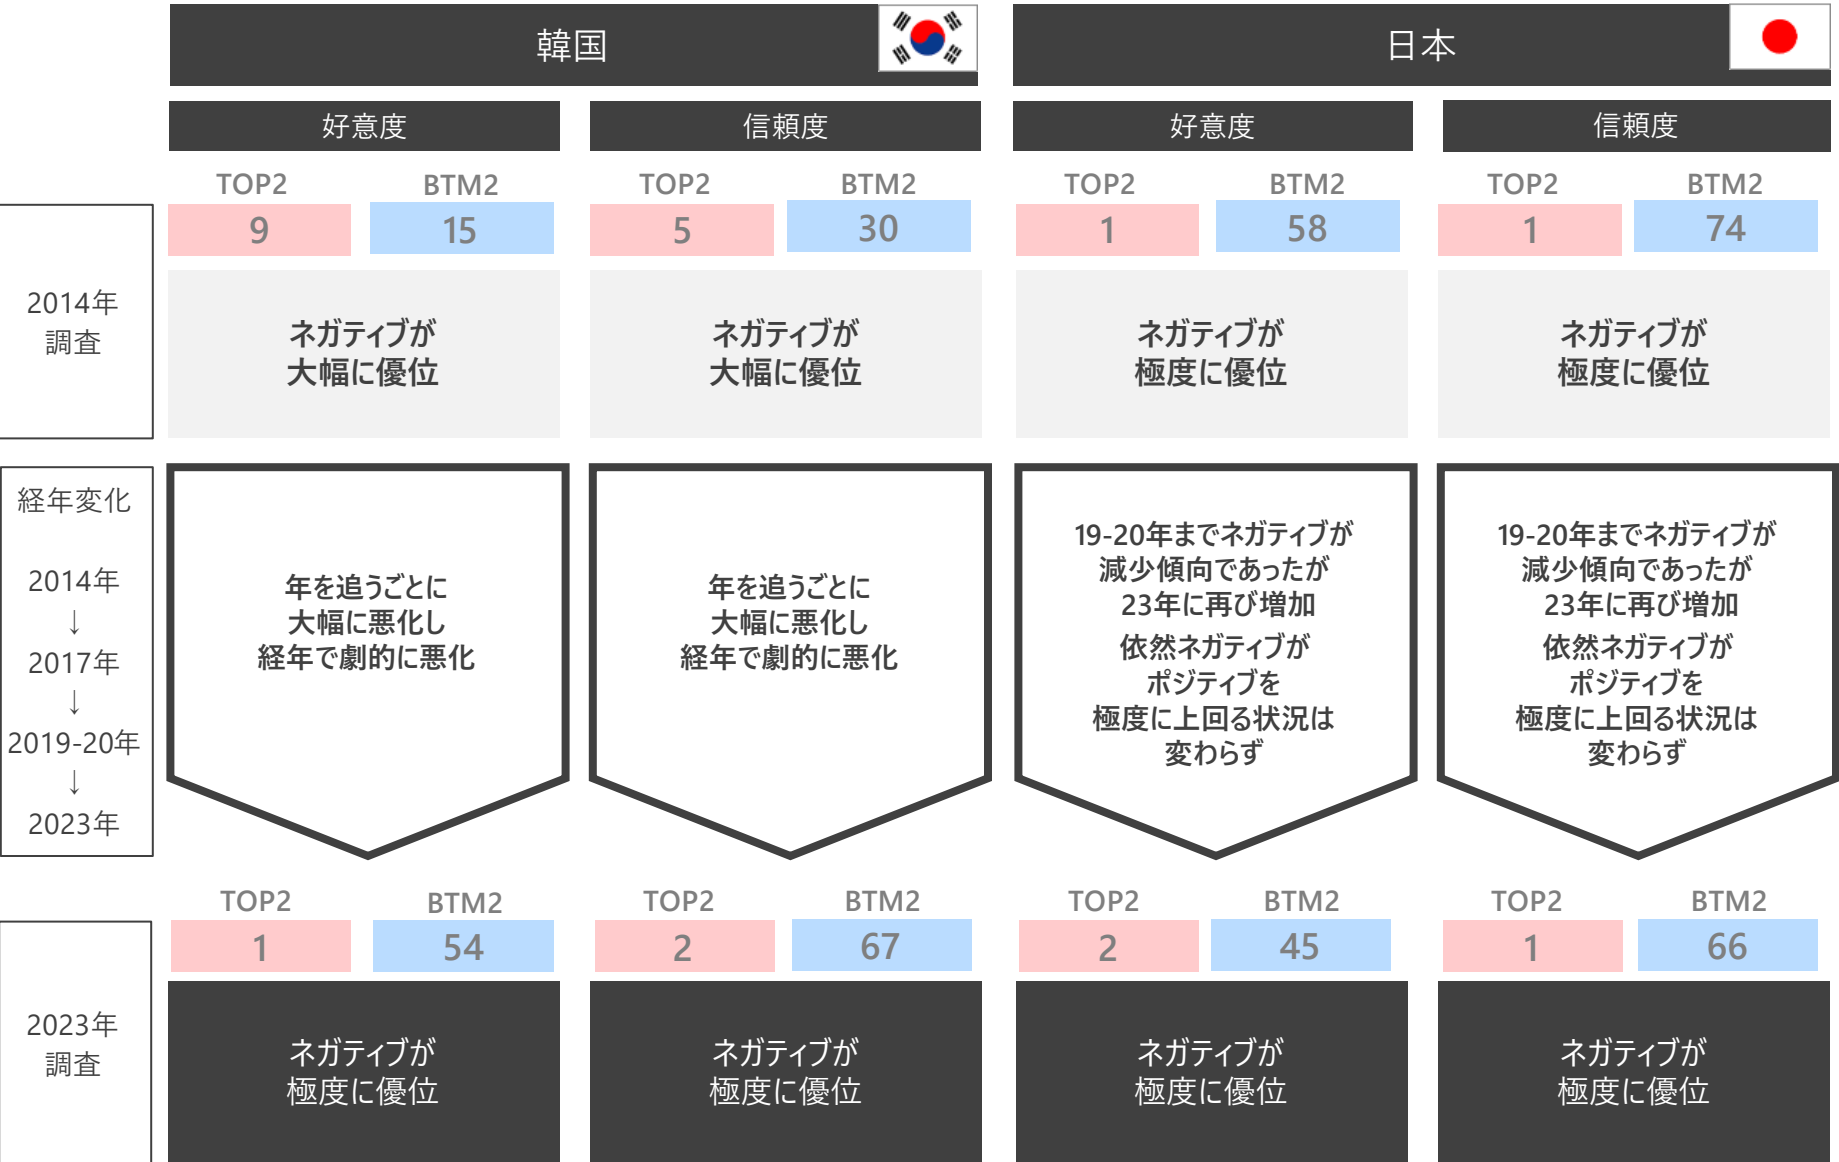 韓国
日本
好意度
信頼度
好意度
信頼度
TOP2
BTM2
TOP2
BTM2
TOP2
BTM2
TOP2
BTM2
2014年
調査
9
15
5
30
1
58
1
74
ネガティブが
大幅に優位
ネガティブが
大幅に優位
ネガティブが
極度に優位
ネガティブが
極度に優位
経年変化
2014年
↓
2017年
↓
2019-20年
↓
2023年
年を追うごとに
大幅に悪化し
経年で劇的に悪化
年を追うごとに
大幅に悪化し
経年で劇的に悪化
19-20年までネガティブが
減少傾向であったが
23年に再び増加
依然ネガティブが
ポジティブを
極度に上回る状況は
変わらず
19-20年までネガティブが
減少傾向であったが
23年に再び増加
依然ネガティブが
ポジティブを
極度に上回る状況は
変わらず
TOP2
BTM2
TOP2
BTM2
TOP2
BTM2
TOP2
BTM2
2023年
調査
1
54
2
67
2
45
1
66
ネガティブが
極度に優位
ネガティブが
極度に優位
ネガティブが
極度に優位
ネガティブが
極度に優位